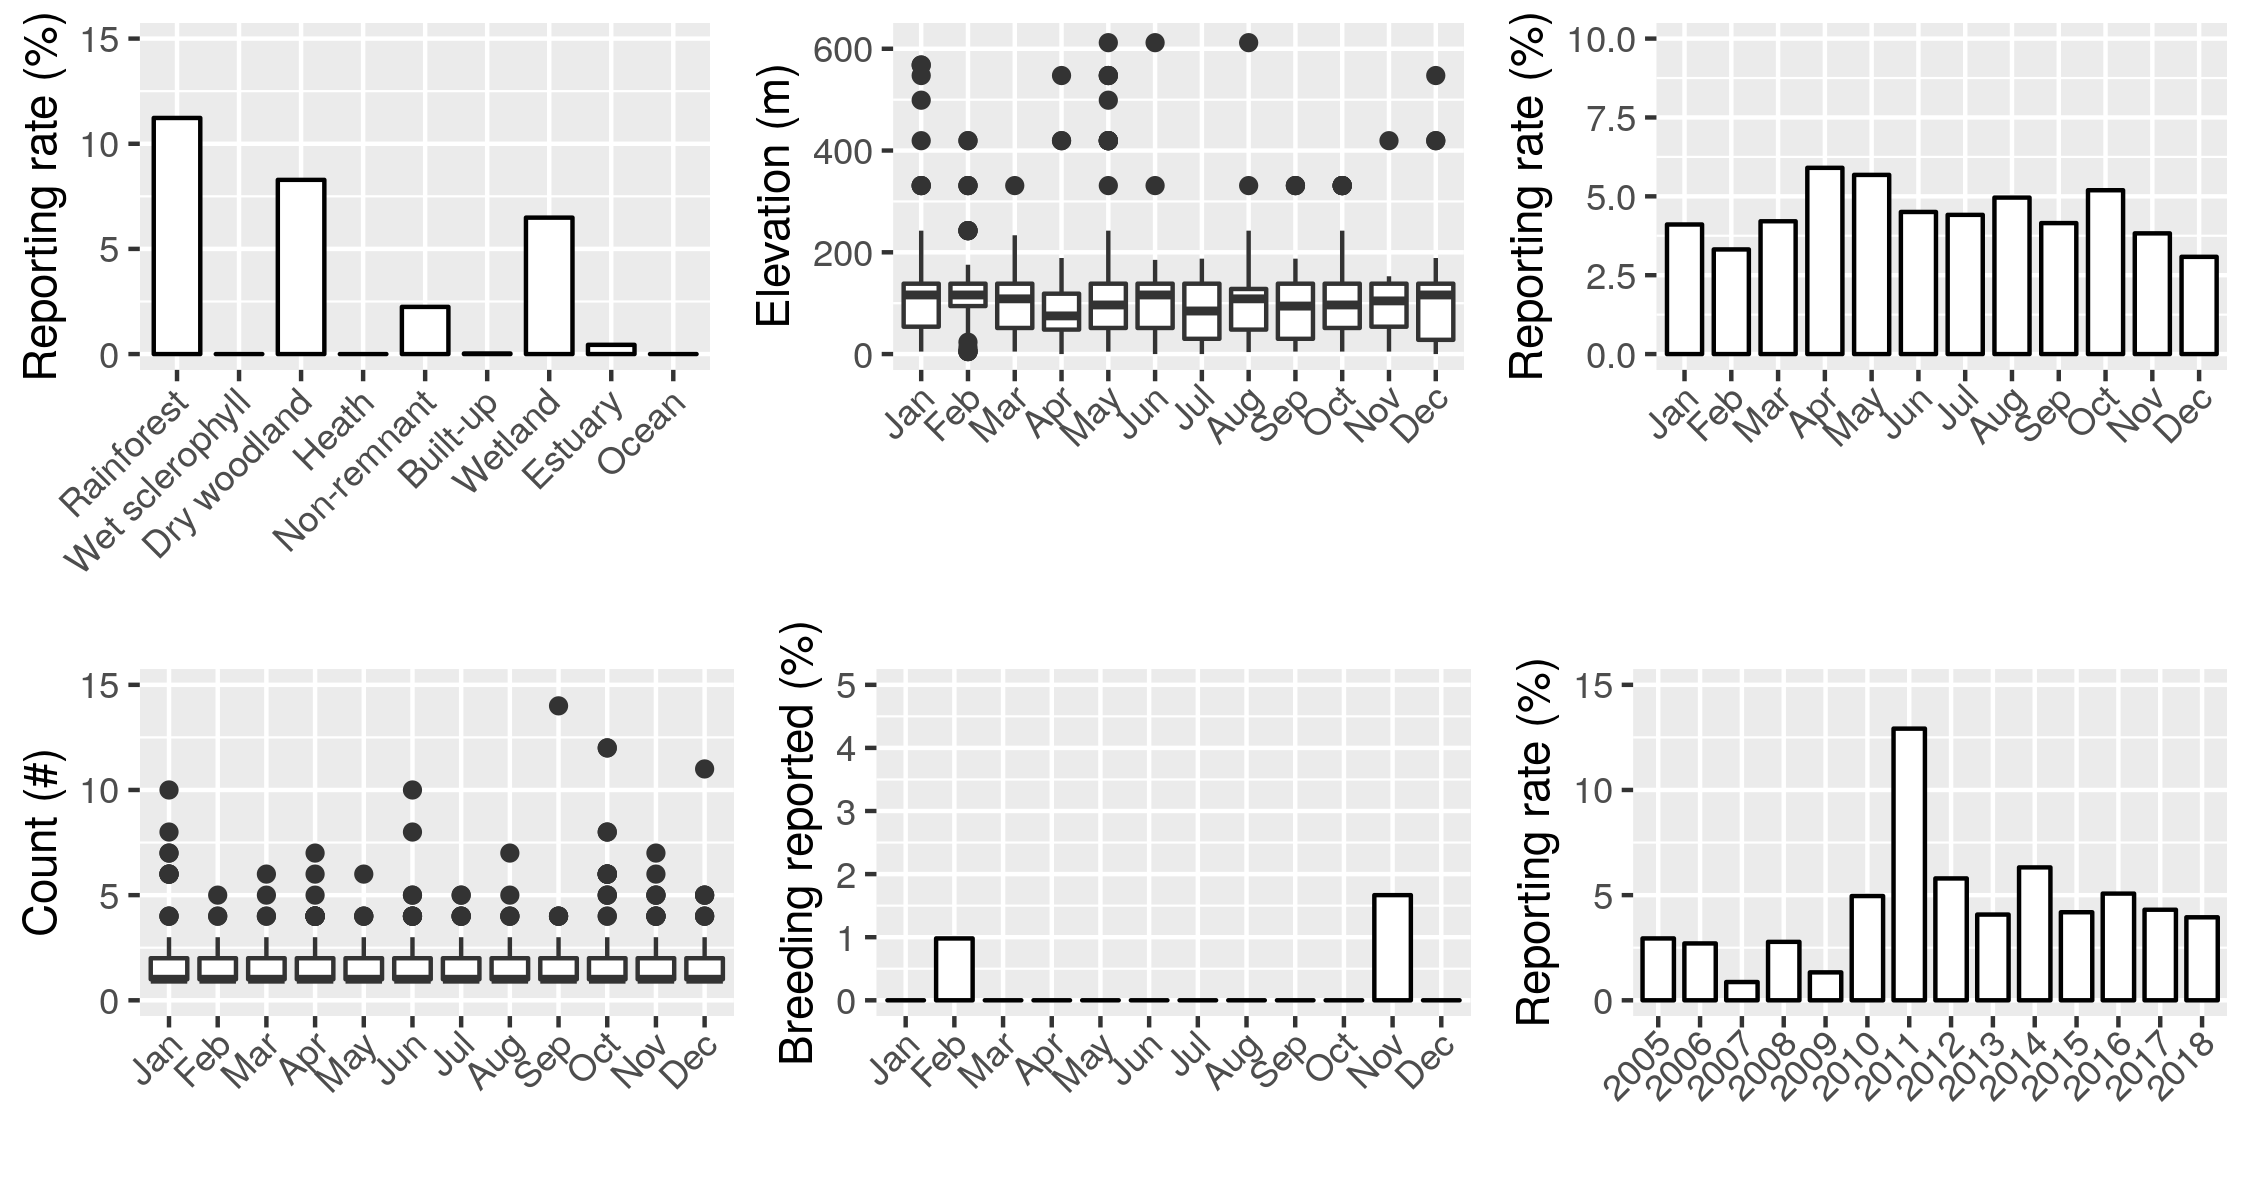 Reporting rate (%)
15
10
5
0
Rainforest
Wet sclerophyll
Dry woodland
Heath
Non-remnant
Built-up
Wetland
Estuary
Ocean
Elevation (m)
600
400
200
0
Jan
Feb
Mar
Apr
May
Jun
Jul
Aug
Sep
Oct
Nov
Dec
Reporting rate (%)
10.0
7.5
5.0
2.5
0.0
Jan
Feb
Mar
Apr
May
Jun
Jul
Aug
Sep
Oct
Nov
Dec
Count (#)
15
10
5
0
Jan
Feb
Mar
Apr
May
Jun
Jul
Aug
Sep
Oct
Nov
Dec
Breeding reported (%)
5
4
3
2
1
0
Jan
Feb
Mar
Apr
May
Jun
Jul
Aug
Sep
Oct
Nov
Dec
Reporting rate (%)
15
10
5
0
2005
2006
2007
2008
2009
2010
2011
2012
2013
2014
2015
2016
2017
2018